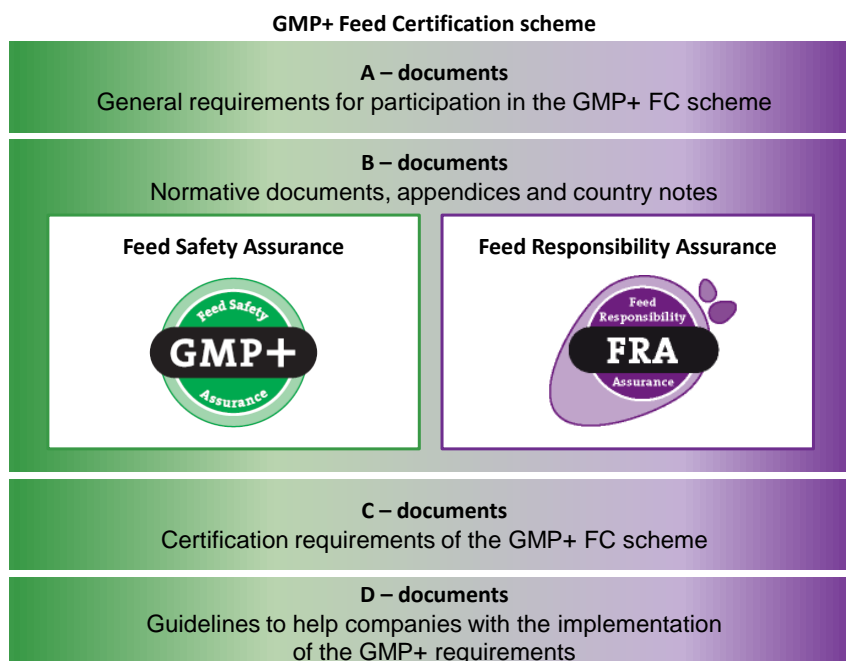 GMP+ Feed Certification scheme
A – documents
General requirements for participation in the GMP+ FC scheme
B – documents
Normative documents, appendices and country notes
Feed Safety Assurance
Feed Safety
GMP+
Assurance
Feed Responsibility Assurance
Feed
Responsibility
FRA
Assurance
C – documents
Certification requirements of the GMP+ FC scheme
D – documents
Guidelines to help companies with the implementation
of the GMP+ requirements